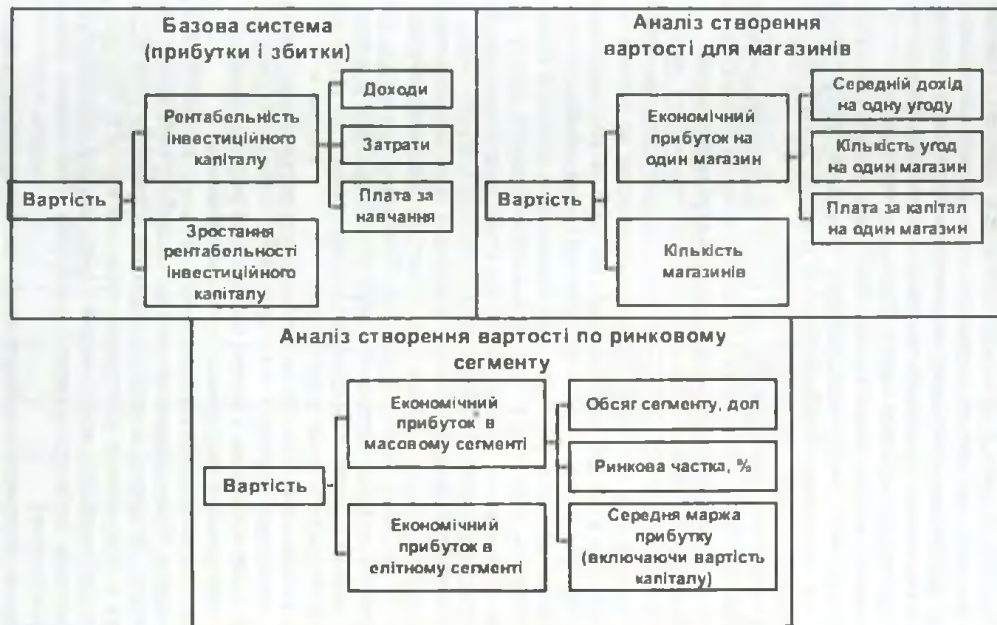 Базова система
(прибутки і збитки)
Вартість
Рентабельність
інвестиційного
капіталу
Зростання
рентабельності
інвестиційного
капіталу
Доходи
Затрати
Плата за
навчання
Аналіз створення
вартості для магазинів
Вартість
Економічний
прибуток на
один магазин
Кількість
магазинів
Середній дохід
на одну угоду
Кількість угод
на один магазин
Плата за капітал
на один магазин
Аналіз створення вартості по ринковому
сегменту
Вартість
Економічний
прибуток в
масовому сегменті
Економічний
прибуток в
елітному сегменті
Обсяг сегменту, дол
Ринкова частка, %
Середня маржа
прибутку
(включаючи вартість
капіталу)